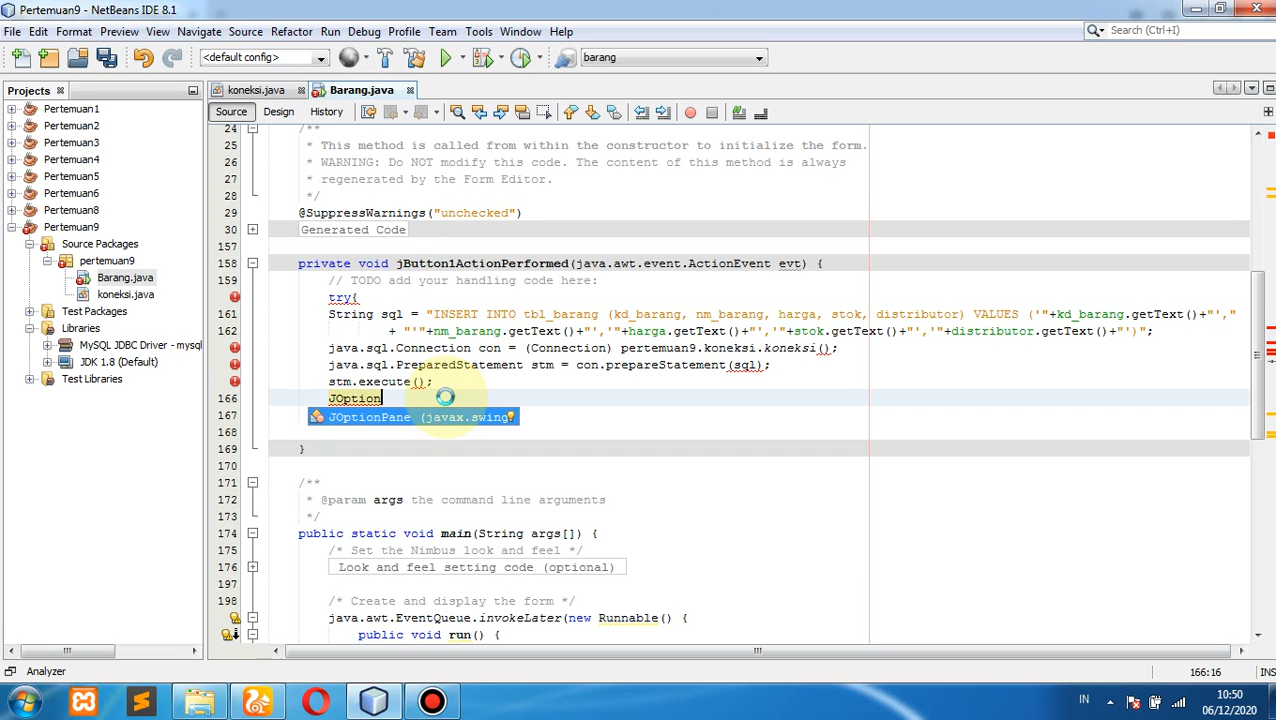 Pertemuan9 - NetBeans IDE 8.1
File Edit View Navigate Source Refactor Run Debug Profile Team Tools Window Help
Search (Ctrl+I)
<default config>
barang
Projects
koneksi.java
Barang.java
Source Design History
Pertemuan1
Pertemuan2
Pertemuan3
Pertemuan4
Pertemuan5
Pertemuan6
Pertemuan8
Pertemuan9
Source Packages
pertemuan9
Barang.java
koneksi.java
Test Packages
Libraries
MySQL JDBC Driver - mysql
JDK 1.8 (Default)
Test Libraries
24 /**
25 * This method is called from within the constructor to initialize the form.
26 * WARNING: Do NOT modify this code. The content of this method is always
27 * regenerated by the Form Editor.
28 */
29 @SuppressWarnings("unchecked")
30 Generated Code
157
158 private void jButton1ActionPerformed(java.awt.event.ActionEvent evt) {
159 // TODO add your handling code here:
try{
161 String sql = "INSERT INTO tbl_barang (kd_barang, nm_barang, harga, stok, distributor) VALUES ('"+kd_barang.getText()+"',"
162 + "'"+nm_barang.getText()+"','"+harga.getText()+"','"+stok.getText()+"','"+distributor.getText()+"')";
java.sql.Connection con = (Connection) pertemuan9.koneksi.koneksi();
java.sql.PreparedStatement stm = con.prepareStatement(sql);
stm.execute();
166 JOption
167 JOptionPane (javax.swing
168
169 }
170
171 /**
172 * @param args the command line arguments
173 */
174 public static void main(String args[]) {
175 /* Set the Nimbus look and feel */
176 Look and feel setting code (optional)
197
198 /* Create and display the form */
java.awt.EventQueue.invokeLater(new Runnable() {
public void run() {
Analyzer
166:16
INS
IN
10:50
06/12/2020